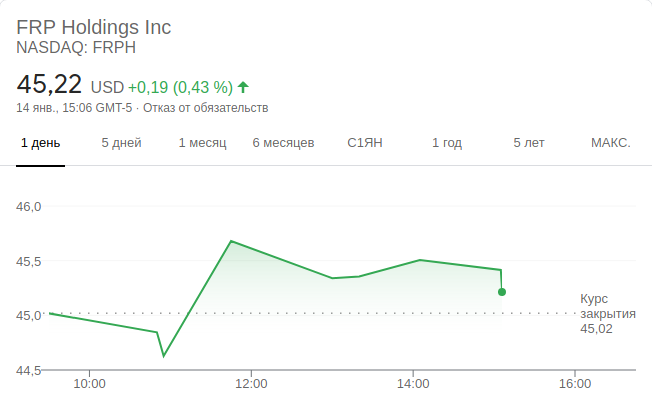 FRP Holdings Inc
NASDAQ: FRPH
45,22 USD +0,19 (0,43 %)
14 янв., 15:06 GMT-5 · Отказ от обязательств
1 день 5 дней 1 месяц 6 месяцев С1ЯН 1 год 5 лет МАКС.
46,0
45,5
45,0
Курс
закрытия
45,02
44,5
10:00 12:00 14:00 16:00